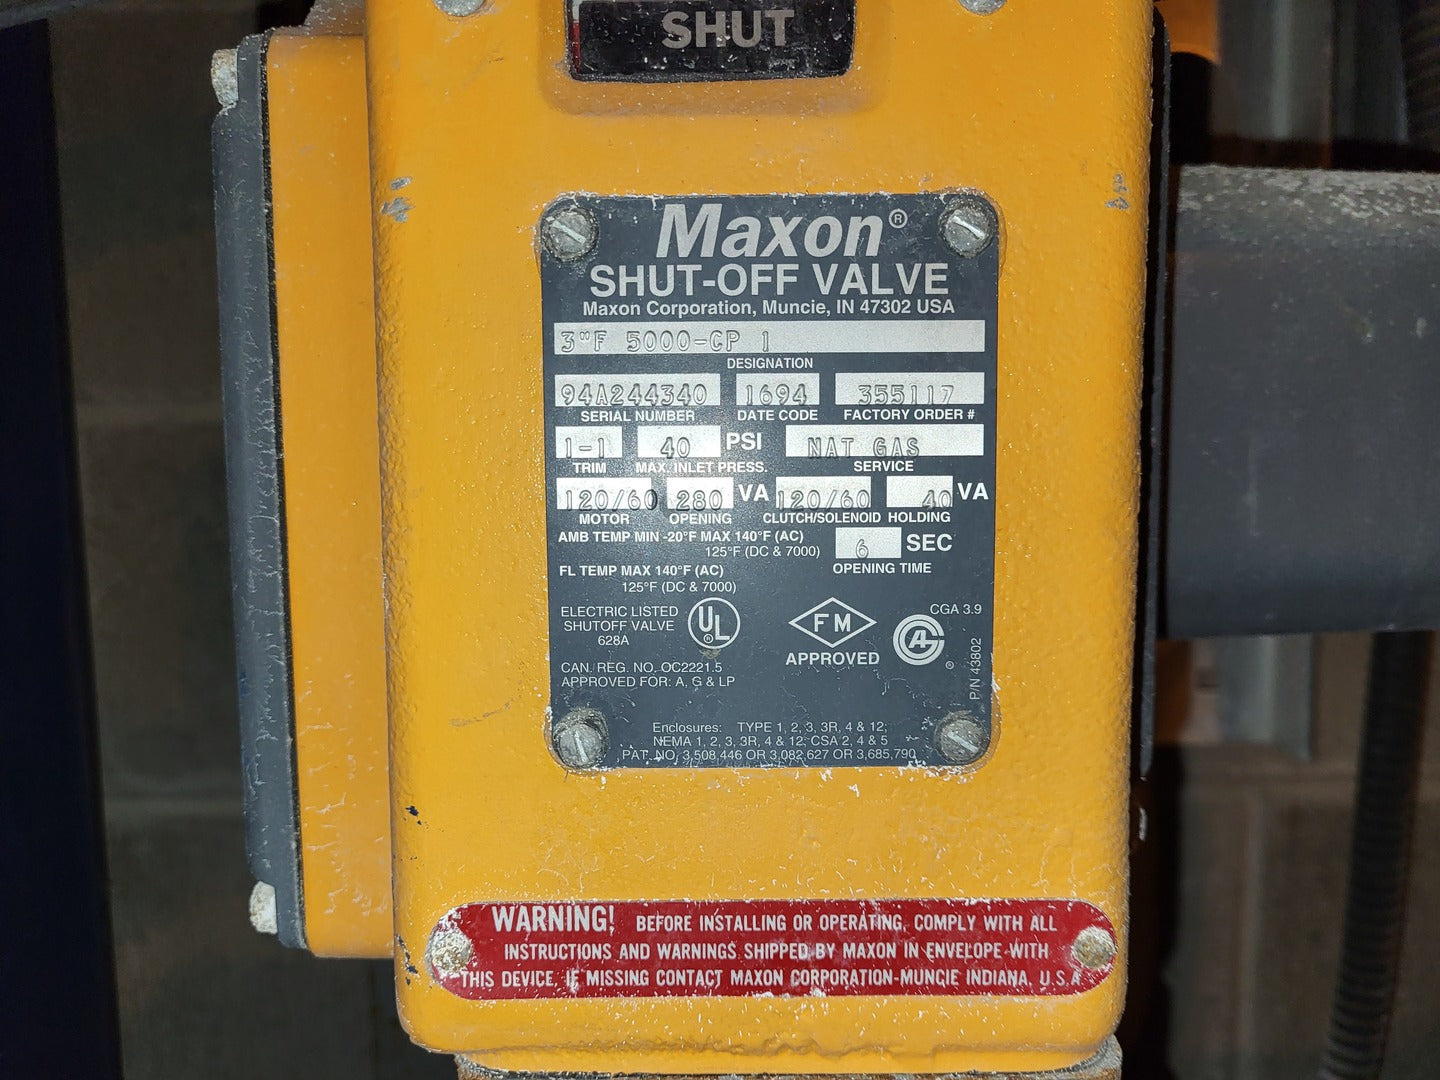 SHUT
Maxon®
SHUT-OFF VALVE
Maxon Corporation, Muncie, IN 47302 USA
3"F 5000-CP 1
DESIGNATION
94A244340 1694 355117
SERIAL NUMBER DATE CODE FACTORY ORDER #
1-1 40 PSI NAT GAS
TRIM MAX. INLET PRESS. SERVICE
120/60 280 VA 120/60 40 VA
MOTOR OPENING CLUTCH/SOLENOID HOLDING
AMB TEMP MIN -20°F MAX 140°F (AC)
125°F (DC & 7000) 6 SEC
OPENING TIME
FL TEMP MAX 140°F (AC)
125°F (DC & 7000)
ELECTRIC LISTED
SHUTOFF VALVE
628A
UL ®
FM
APPROVED
CGA 3.9
AG ®
P/N 43802
CAN. REG. NO. OC2221.5
APPROVED FOR: A, G & LP
Enclosures: TYPE 1, 2, 3, 3R, 4 & 12;
NEMA 1, 2, 3, 3R, 4 & 12; CSA 2, 4 & 5
PAT. NO. 3,508,446 OR 3,082,627 OR 3,685,790
WARNING! BEFORE INSTALLING OR OPERATING, COMPLY WITH ALL
INSTRUCTIONS AND WARNINGS SHIPPED BY MAXON IN ENVELOPE WITH
THIS DEVICE, IF MISSING CONTACT MAXON CORPORATION-MUNCIE INDIANA, U.S.A